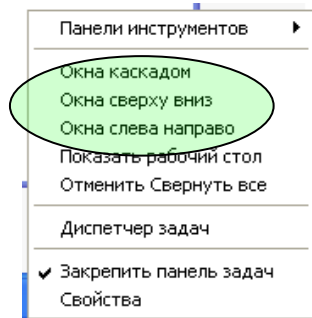 Панели инструментов
Окна каскадом
Окна сверху вниз
Окна слева направо
Показать рабочий стол
Отменить Свернуть все
Диспетчер задач
Закрепить панель задач
Свойства